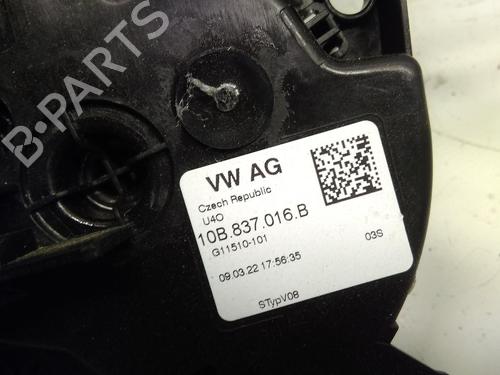 B-PARTS
VW AG
Czech Republic
U4O
10B.837.016.B
G11510-101
03S
09.03.22 17:56:35
STypV08